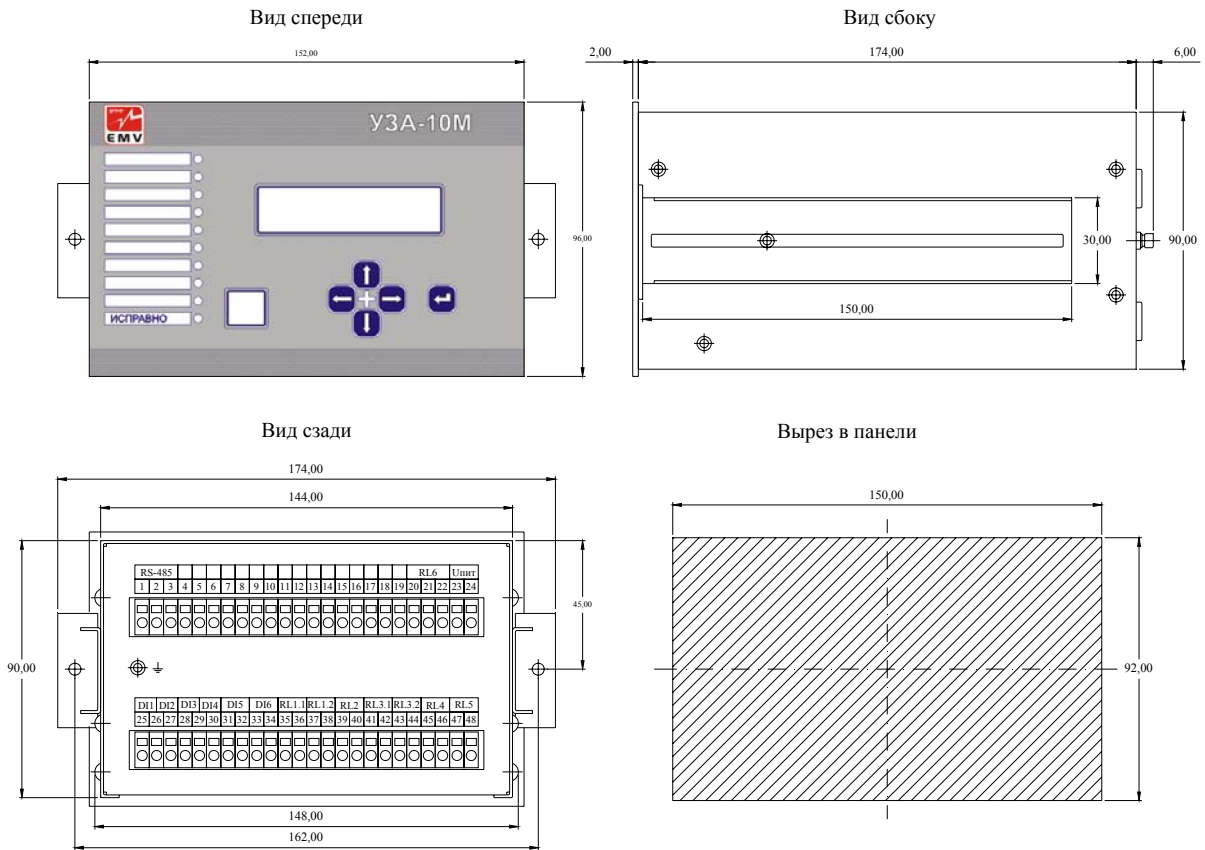 Вид спереди
Вид сбоку
152,00
2,00
174,00
6,00
group
EMV
УЗА-10М
96,00
ИСПРАВНО
30,00
90,00
150,00
Вид сзади
Вырез в панели
174,00
144,00
150,00
RS-485 RL6 Uпит
1 2 3 4 5 6 7 8 9 10 11 12 13 14 15 16 17 18 19 20 21 22 23 24
45,00
90,00
92,00
DI1 DI2 DI3 DI4 DI5 DI6 RL1.1 RL1.2 RL2 RL3.1 RL3.2 RL4 RL5
25 26 27 28 29 30 31 32 33 34 35 36 37 38 39 40 41 42 43 44 45 46 47 48
148,00
162,00